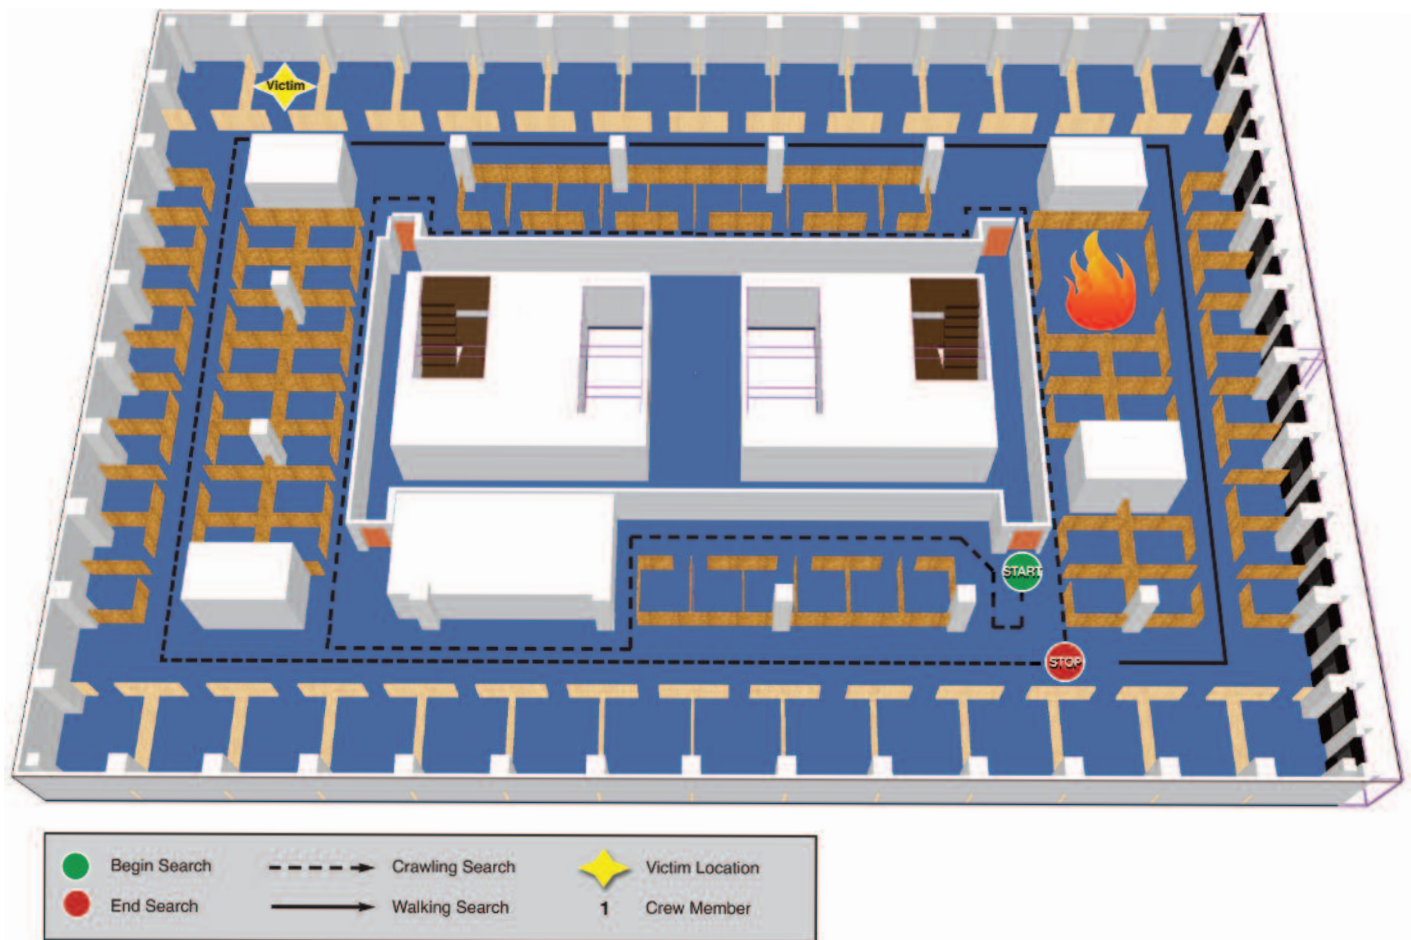 Victim
START
STOP
Begin Search
Crawling Search
Victim Location
End Search
Walking Search
1 Crew Member